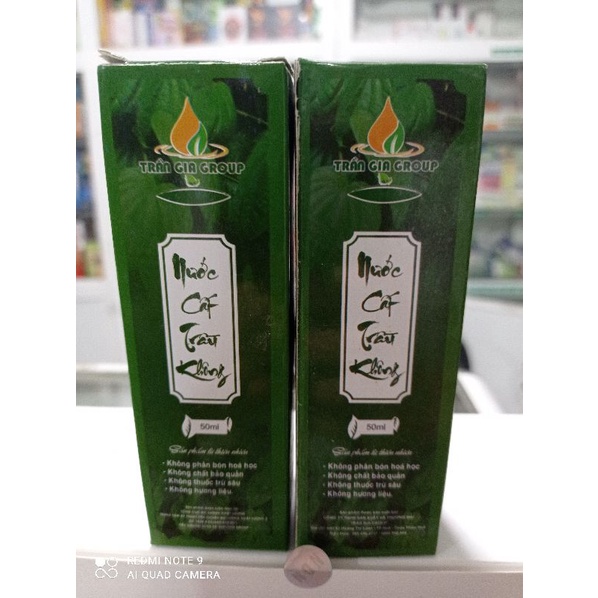 TRẦN GIA GROUP
Nước
Cất
Trầu
Không
50ml
Sản phẩm từ thiên nhiên
- Không phân bón hoá học
- Không chất bảo quản
- Không thuốc trừ sâu
- Không hương liệu.
TRẦN GIA GROUP
Nước
Cất
Trầu
Không
50ml
Sản phẩm từ thiên nhiên
- Không phân bón hoá học
- Không chất bảo quản
- Không thuốc trừ sâu
- Không hương liệu.
REDMI NOTE 9
AI QUAD CAMERA